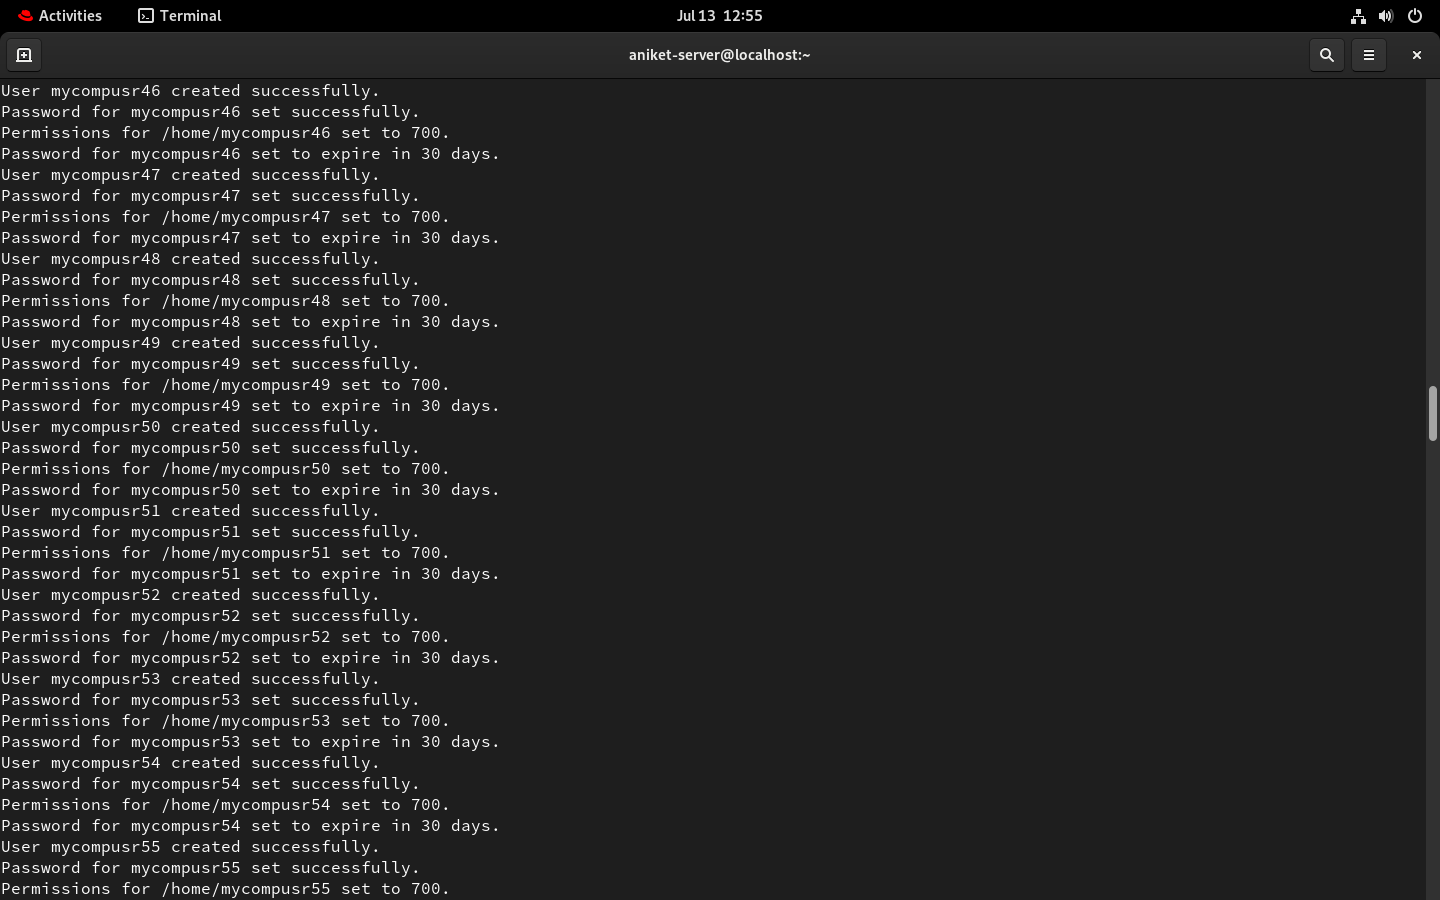 Activities Terminal Jul 13 12:55
aniket-server@localhost:~
User mycompusr46 created successfully.
Password for mycompusr46 set successfully.
Permissions for /home/mycompusr46 set to 700.
Password for mycompusr46 set to expire in 30 days.
User mycompusr47 created successfully.
Password for mycompusr47 set successfully.
Permissions for /home/mycompusr47 set to 700.
Password for mycompusr47 set to expire in 30 days.
User mycompusr48 created successfully.
Password for mycompusr48 set successfully.
Permissions for /home/mycompusr48 set to 700.
Password for mycompusr48 set to expire in 30 days.
User mycompusr49 created successfully.
Password for mycompusr49 set successfully.
Permissions for /home/mycompusr49 set to 700.
Password for mycompusr49 set to expire in 30 days.
User mycompusr50 created successfully.
Password for mycompusr50 set successfully.
Permissions for /home/mycompusr50 set to 700.
Password for mycompusr50 set to expire in 30 days.
User mycompusr51 created successfully.
Password for mycompusr51 set successfully.
Permissions for /home/mycompusr51 set to 700.
Password for mycompusr51 set to expire in 30 days.
User mycompusr52 created successfully.
Password for mycompusr52 set successfully.
Permissions for /home/mycompusr52 set to 700.
Password for mycompusr52 set to expire in 30 days.
User mycompusr53 created successfully.
Password for mycompusr53 set successfully.
Permissions for /home/mycompusr53 set to 700.
Password for mycompusr53 set to expire in 30 days.
User mycompusr54 created successfully.
Password for mycompusr54 set successfully.
Permissions for /home/mycompusr54 set to 700.
Password for mycompusr54 set to expire in 30 days.
User mycompusr55 created successfully.
Password for mycompusr55 set successfully.
Permissions for /home/mycompusr55 set to 700.